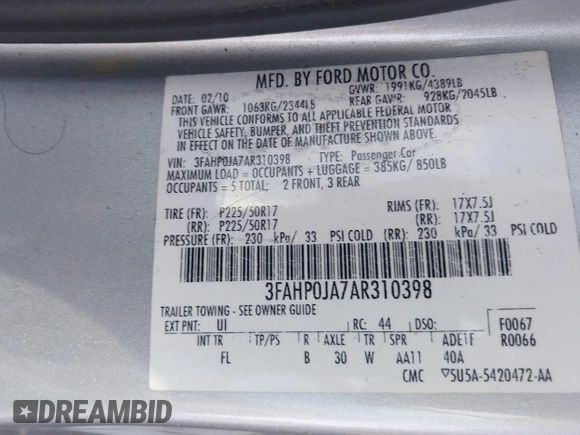 MFD. BY FORD MOTOR CO.
DATE: 02/10 GVWR: 1991KG/4389LB
FRONT GAWR: 1063KG/2344LB REAR GAWR: 928KG/2045LB
THIS VEHICLE CONFORMS TO ALL APPLICABLE FEDERAL MOTOR
VEHICLE SAFETY, BUMPER, AND THEFT PREVENTION STANDARDS
IN EFFECT ON THE DATE OF MANUFACTURE SHOWN ABOVE.
VIN: 3FAHP0JA7AR310398 TYPE: Passenger Car
MAXIMUM LOAD = OCCUPANTS + LUGGAGE = 385KG/ 850LB
OCCUPANTS = 5 TOTAL: 2 FRONT, 3 REAR
TIRE (FR): P225/50R17 RIMS (FR): 17X7.5J
(RR): P225/50R17 (RR): 17X7.5J
PRESSURE (FR): 230 kPa/ 33 PSI COLD (RR): 230 kPa/ 33 PSI COLD
3FAHP0JA7AR310398
TRAILER TOWING - SEE OWNER GUIDE
EXT PNT: UI RC: 44 DSO: F0067
R0066
INT TR TP/PS R AXLE TR SPR ADE1F
FL B 30 W AA11 40A
CMC ▽5U5A-5420472-AA
DREAMBID